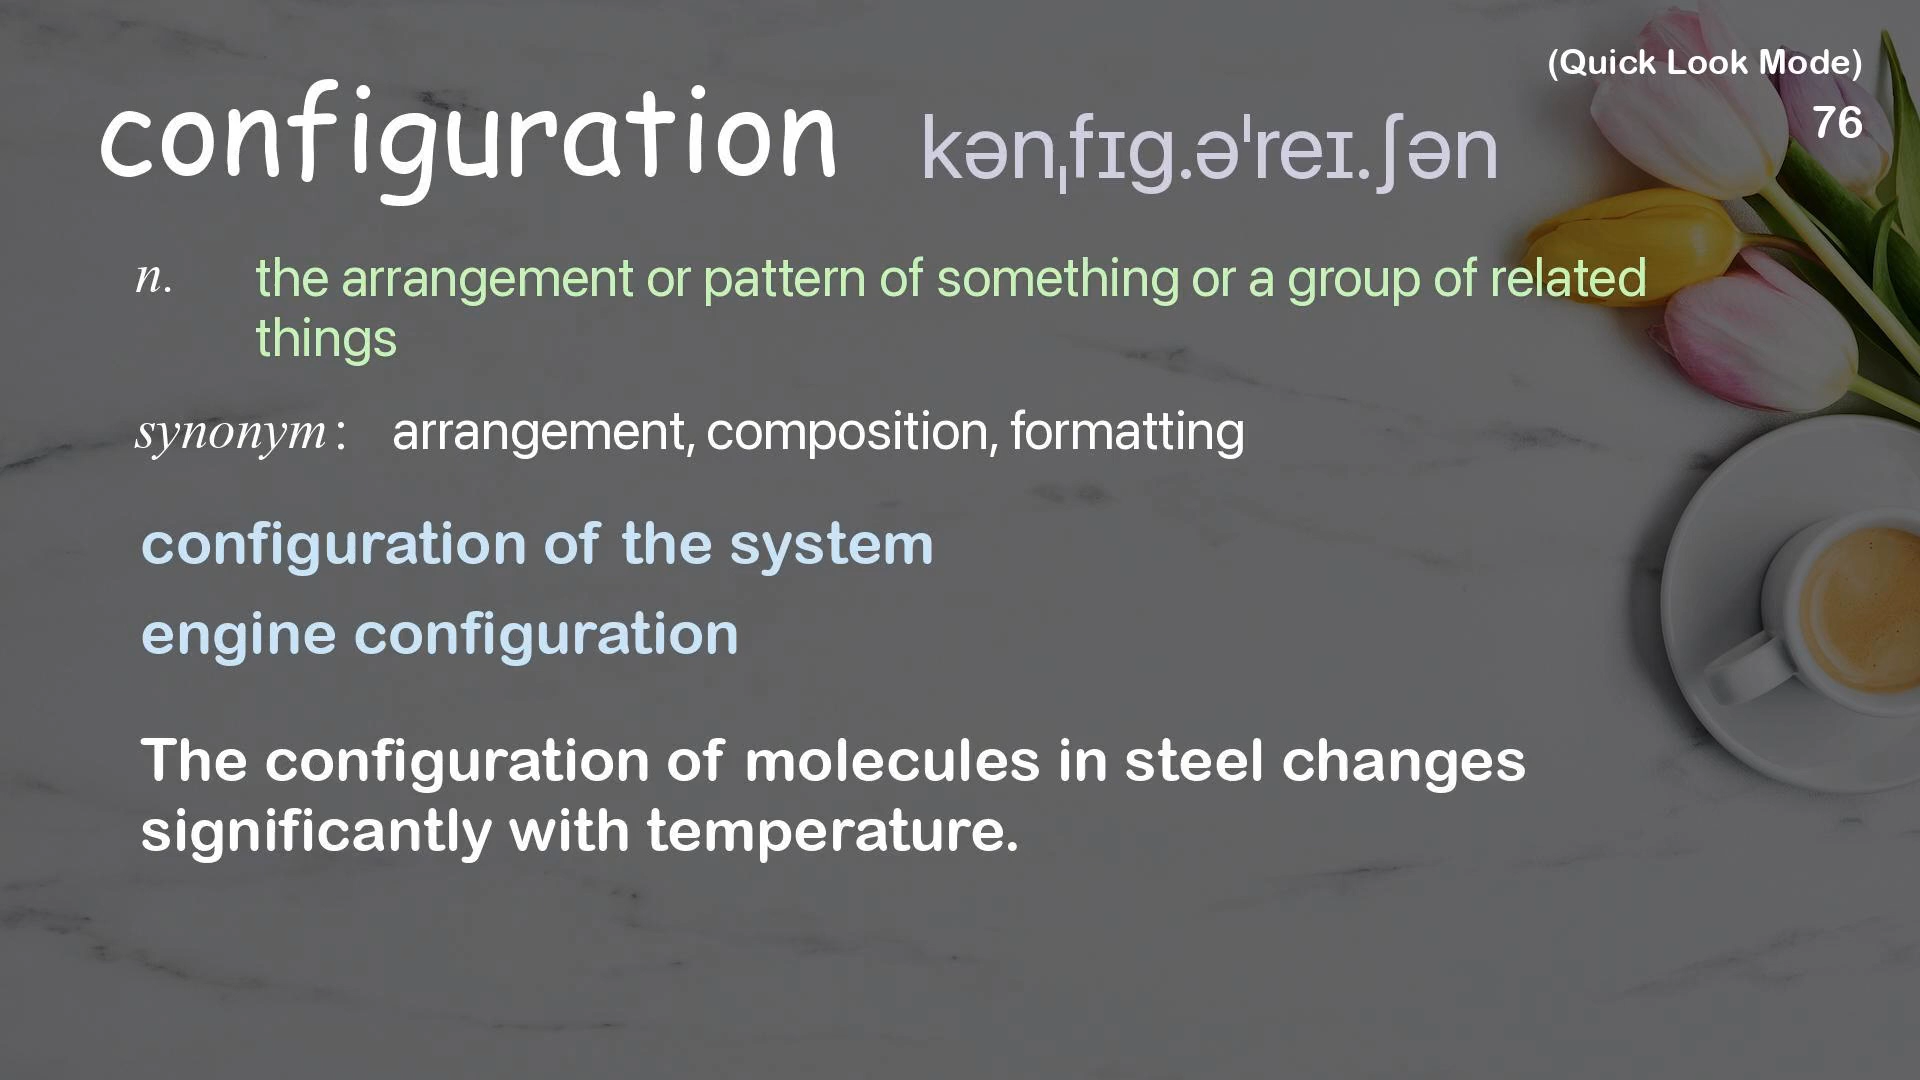 (Quick Look Mode)
76
configuration kənˌfɪg.əˈreɪ.ʃən
n. the arrangement or pattern of something or a group of related
things
synonym: arrangement, composition, formatting
configuration of the system
engine configuration
The configuration of molecules in steel changes
significantly with temperature.